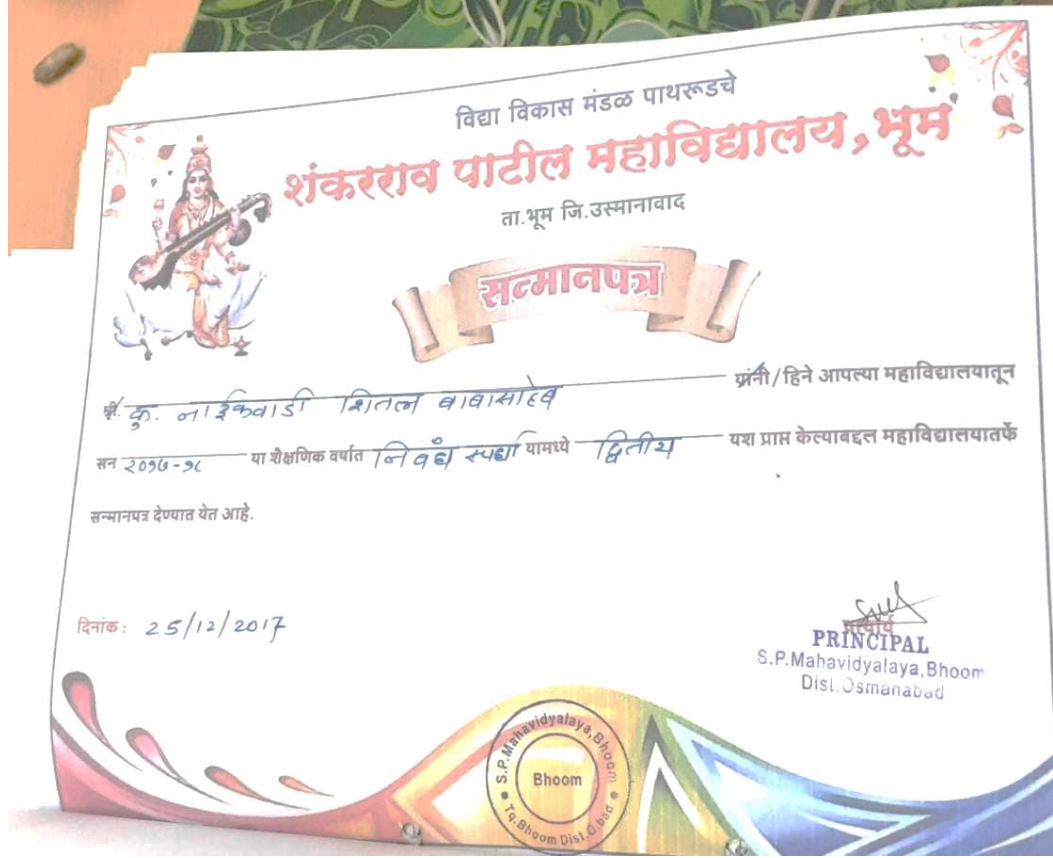 विद्या विकास मंडळ पाथरूडचे
शंकरराव पाटील महाविद्यालय, भूम
ता.भूम जि.उस्मानावाद
सन्मानपत्र
श्री. कु. नाईकवाडी शितल बाबासाहेब यांनी/हिने आपल्या महाविद्यालयातून
सन २०१७-१८ या शैक्षणिक वर्षात निबंध स्पर्धा यामध्ये द्वितीय यश प्राप्त केल्याबद्दल महाविद्यालयातर्फे
सन्मानपत्र देण्यात येत आहे.
दिनांक: 25/12/2017
प्राचार्य
PRINCIPAL
S.P.Mahavidyalaya,Bhoom
Dist.Osmanabad
S.P.Mahavidyalaya,Bhoom
Bhoom
Tq.Bhoom Dist.O.bad